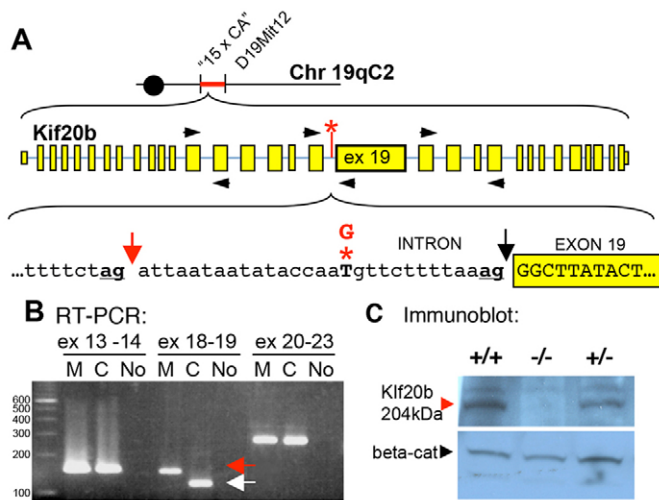 A
"15 x CA"
D19Mit12
Chr 19qC2
Kif20b
*
ex 19
G
*
INTRON
EXON 19
...ttttctag attaataatataccaaTgttcttttaaag GGCTTATACT...
B RT-PCR:
ex 13 -14 ex 18-19 ex 20-23
M C No M C No M C No
600
500
400
300
200
100
C Immunoblot:
+/+ -/- +/-
KIf20b
204kDa
beta-cat